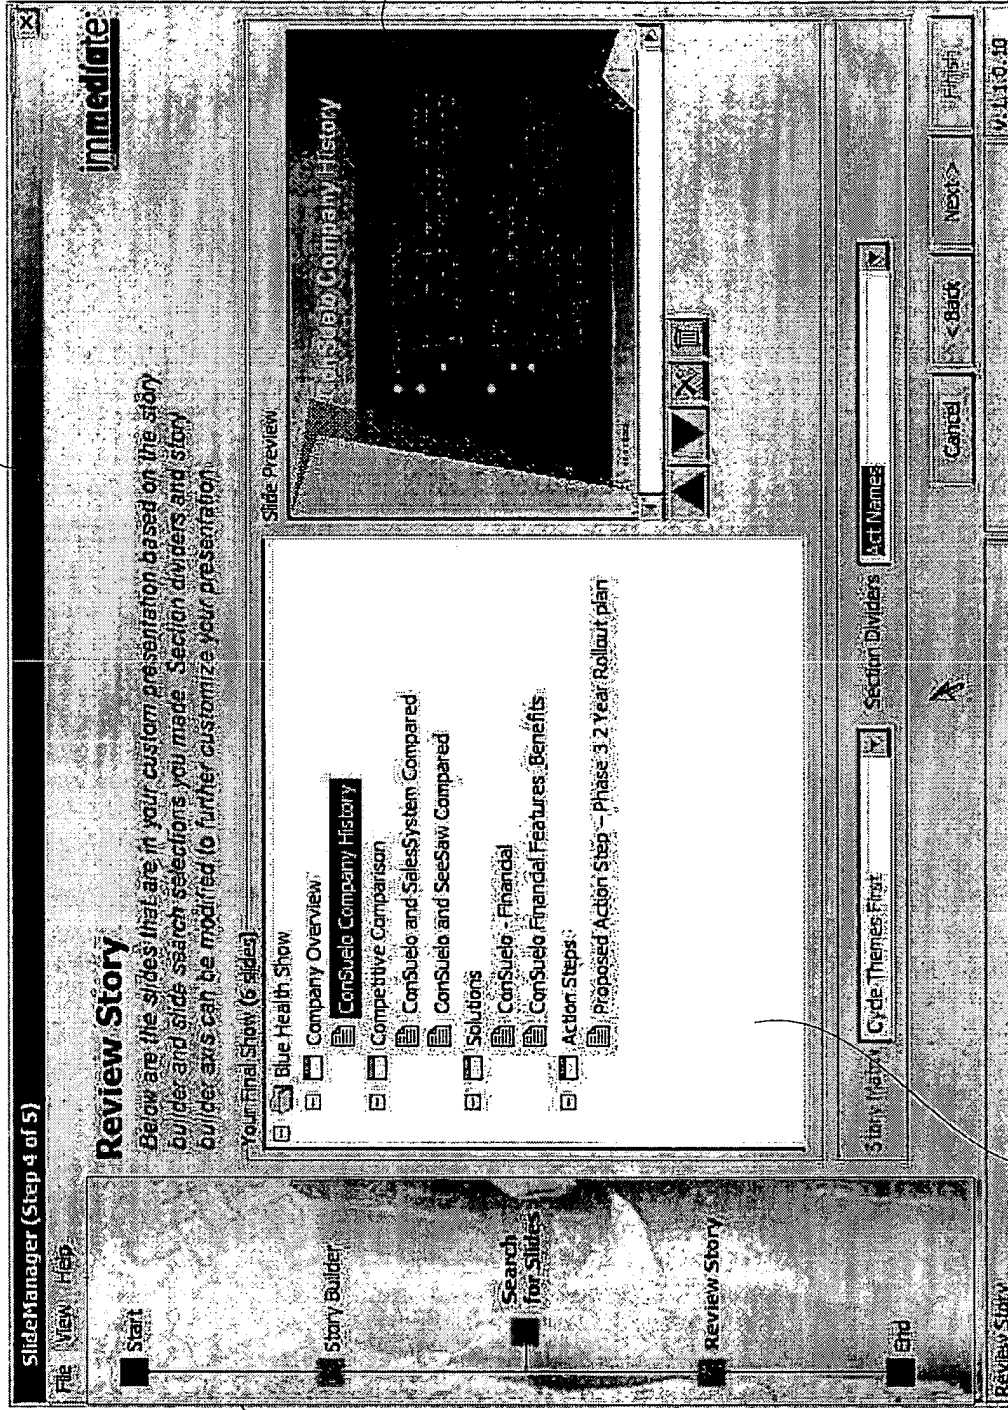 SlideManager (Step 4 of 5)
File View Help
immediate
Start
Story Builder
Search
for Slides
Review Story
End
Review Story
Below are the slides that are in your custom presentation based on the story
builder and slide search selections you made. Section dividers and story
builder axis can be modified to further customize your presentation.
Your Final Show (6 slides)
Blue Health Show
Company Overview
ConSuelo Company History
Competitive Comparison
ConSuelo and SalesSystem Compared
ConSuelo and SeeSaw Compared
Solutions
ConSuelo - Financial
ConSuelo Financial Features_Benefits
Action Steps
Proposed Action Step – Phase 3 2 Year Rollout plan
Slide Preview
Company History
Story Matrix
Cycle Themes First
Section Dividers
Act Names
Cancel
< Back
Next >
Finish
Review Story